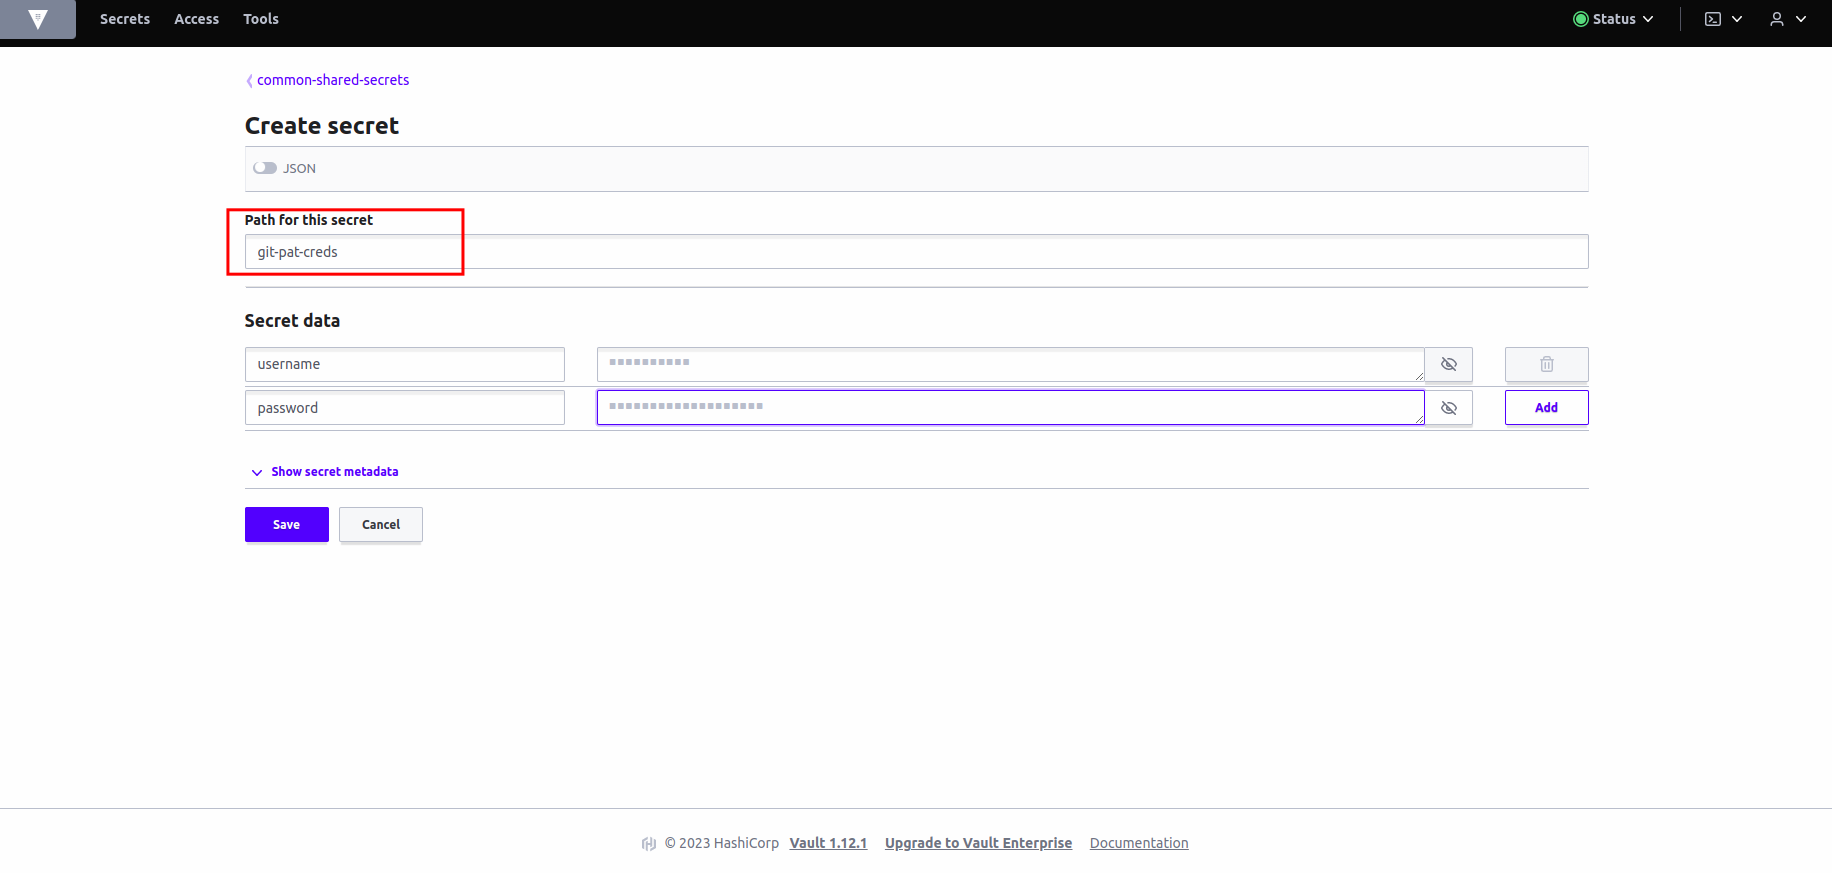 Secrets Access Tools Status
common-shared-secrets
Create secret
JSON
Path for this secret
git-pat-creds
Secret data
username
password Add
Show secret metadata
Save Cancel
© 2023 HashiCorp Vault 1.12.1 Upgrade to Vault Enterprise Documentation